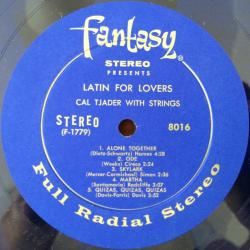 Fantasy
STEREO
PRESENTS
LATIN FOR LOVERS
CAL TJADER WITH STRINGS
STEREO
(F-1779)
8016
1. ALONE TOGETHER
(Dietz-Schwartz) Harms 4:28
2. ODE
(Weeks) Cireco 2:24
3. SKYLARK
(Mercer-Carmichael) Simon 2:36
4. MARTHA
(Santamaria) Radcliffe 3:07
5. QUIZAS, QUIZAS, QUIZAS
(Davis-Farris) Davis 3:52
Full Radial Stereo